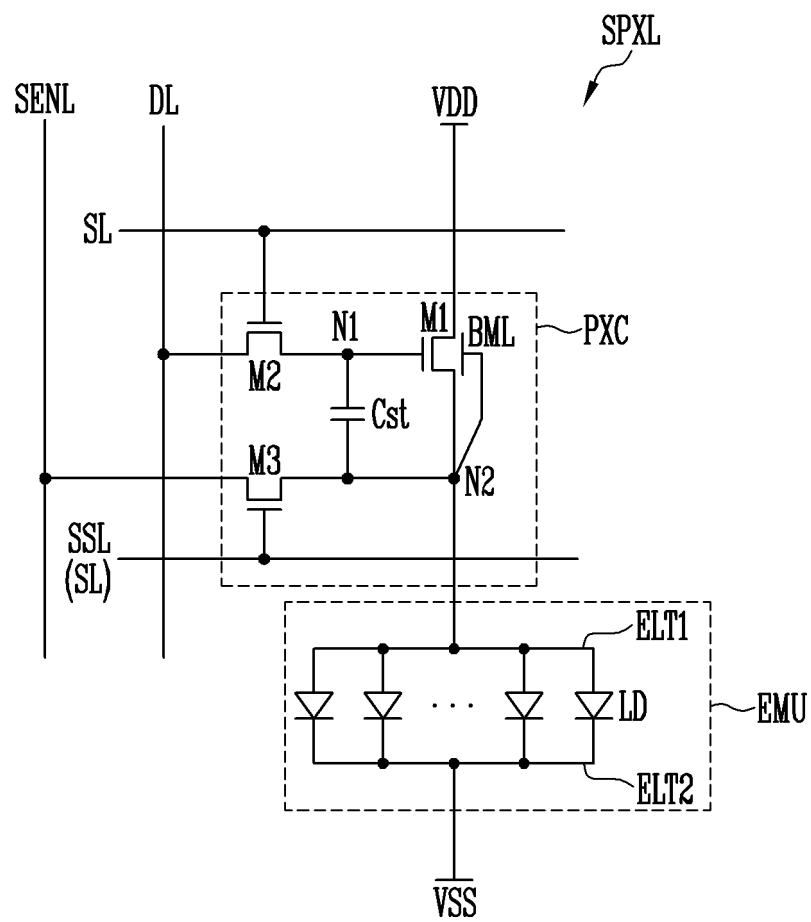 SPXL
SENL
DL
VDD
SL
N1
M1
BML
PXC
M2
Cst
M3
N2
SSL
(SL)
ELT1
LD
EMU
ELT2
VSS